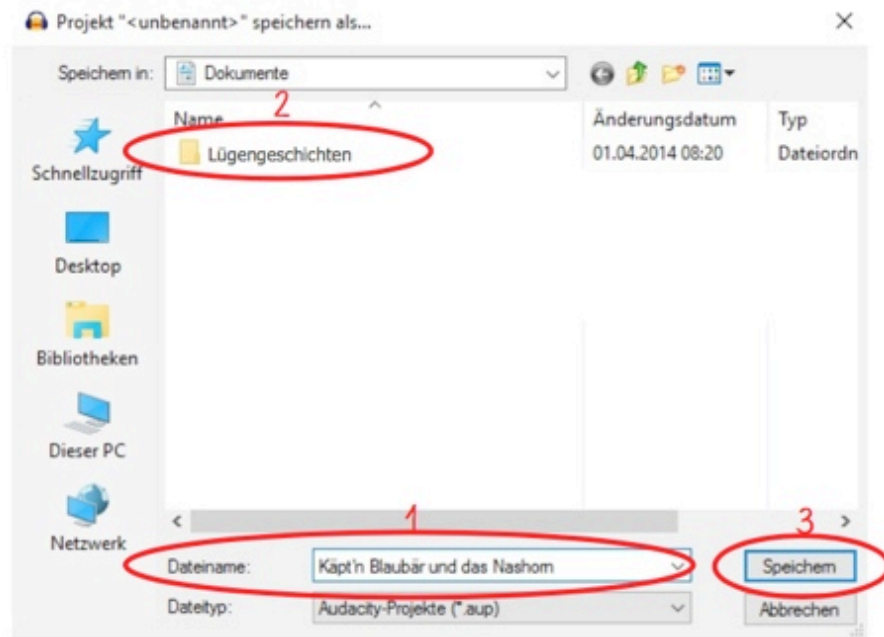 Projekt "<unbenannt>" speichern als...
Speichern in: Dokumente
2
Name Änderungsdatum Typ
Lügengeschichten 01.04.2014 08:20 Dateiordn
Schnellzugriff
Desktop
Bibliotheken
Dieser PC
Netzwerk
1
3
Dateiname: Käpt'n Blaubär und das Nashorn Speichern
Dateityp: Audacity-Projekte (*.aup) Abbrechen